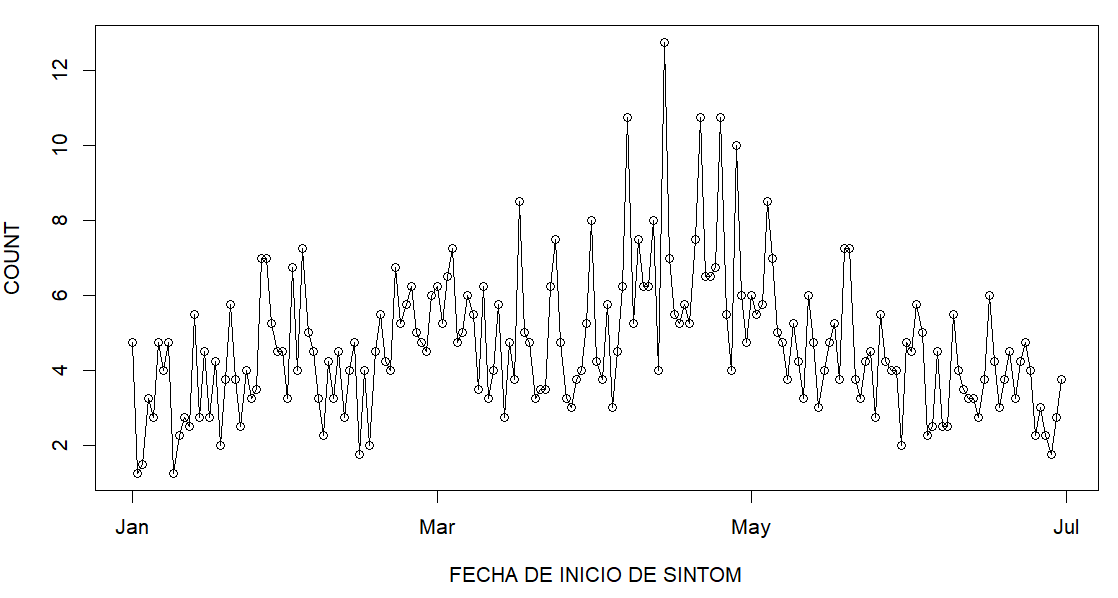 COUNT
12
10
8
6
4
2
Jan
Mar
May
Jul
FECHA DE INICIO DE SINTOM